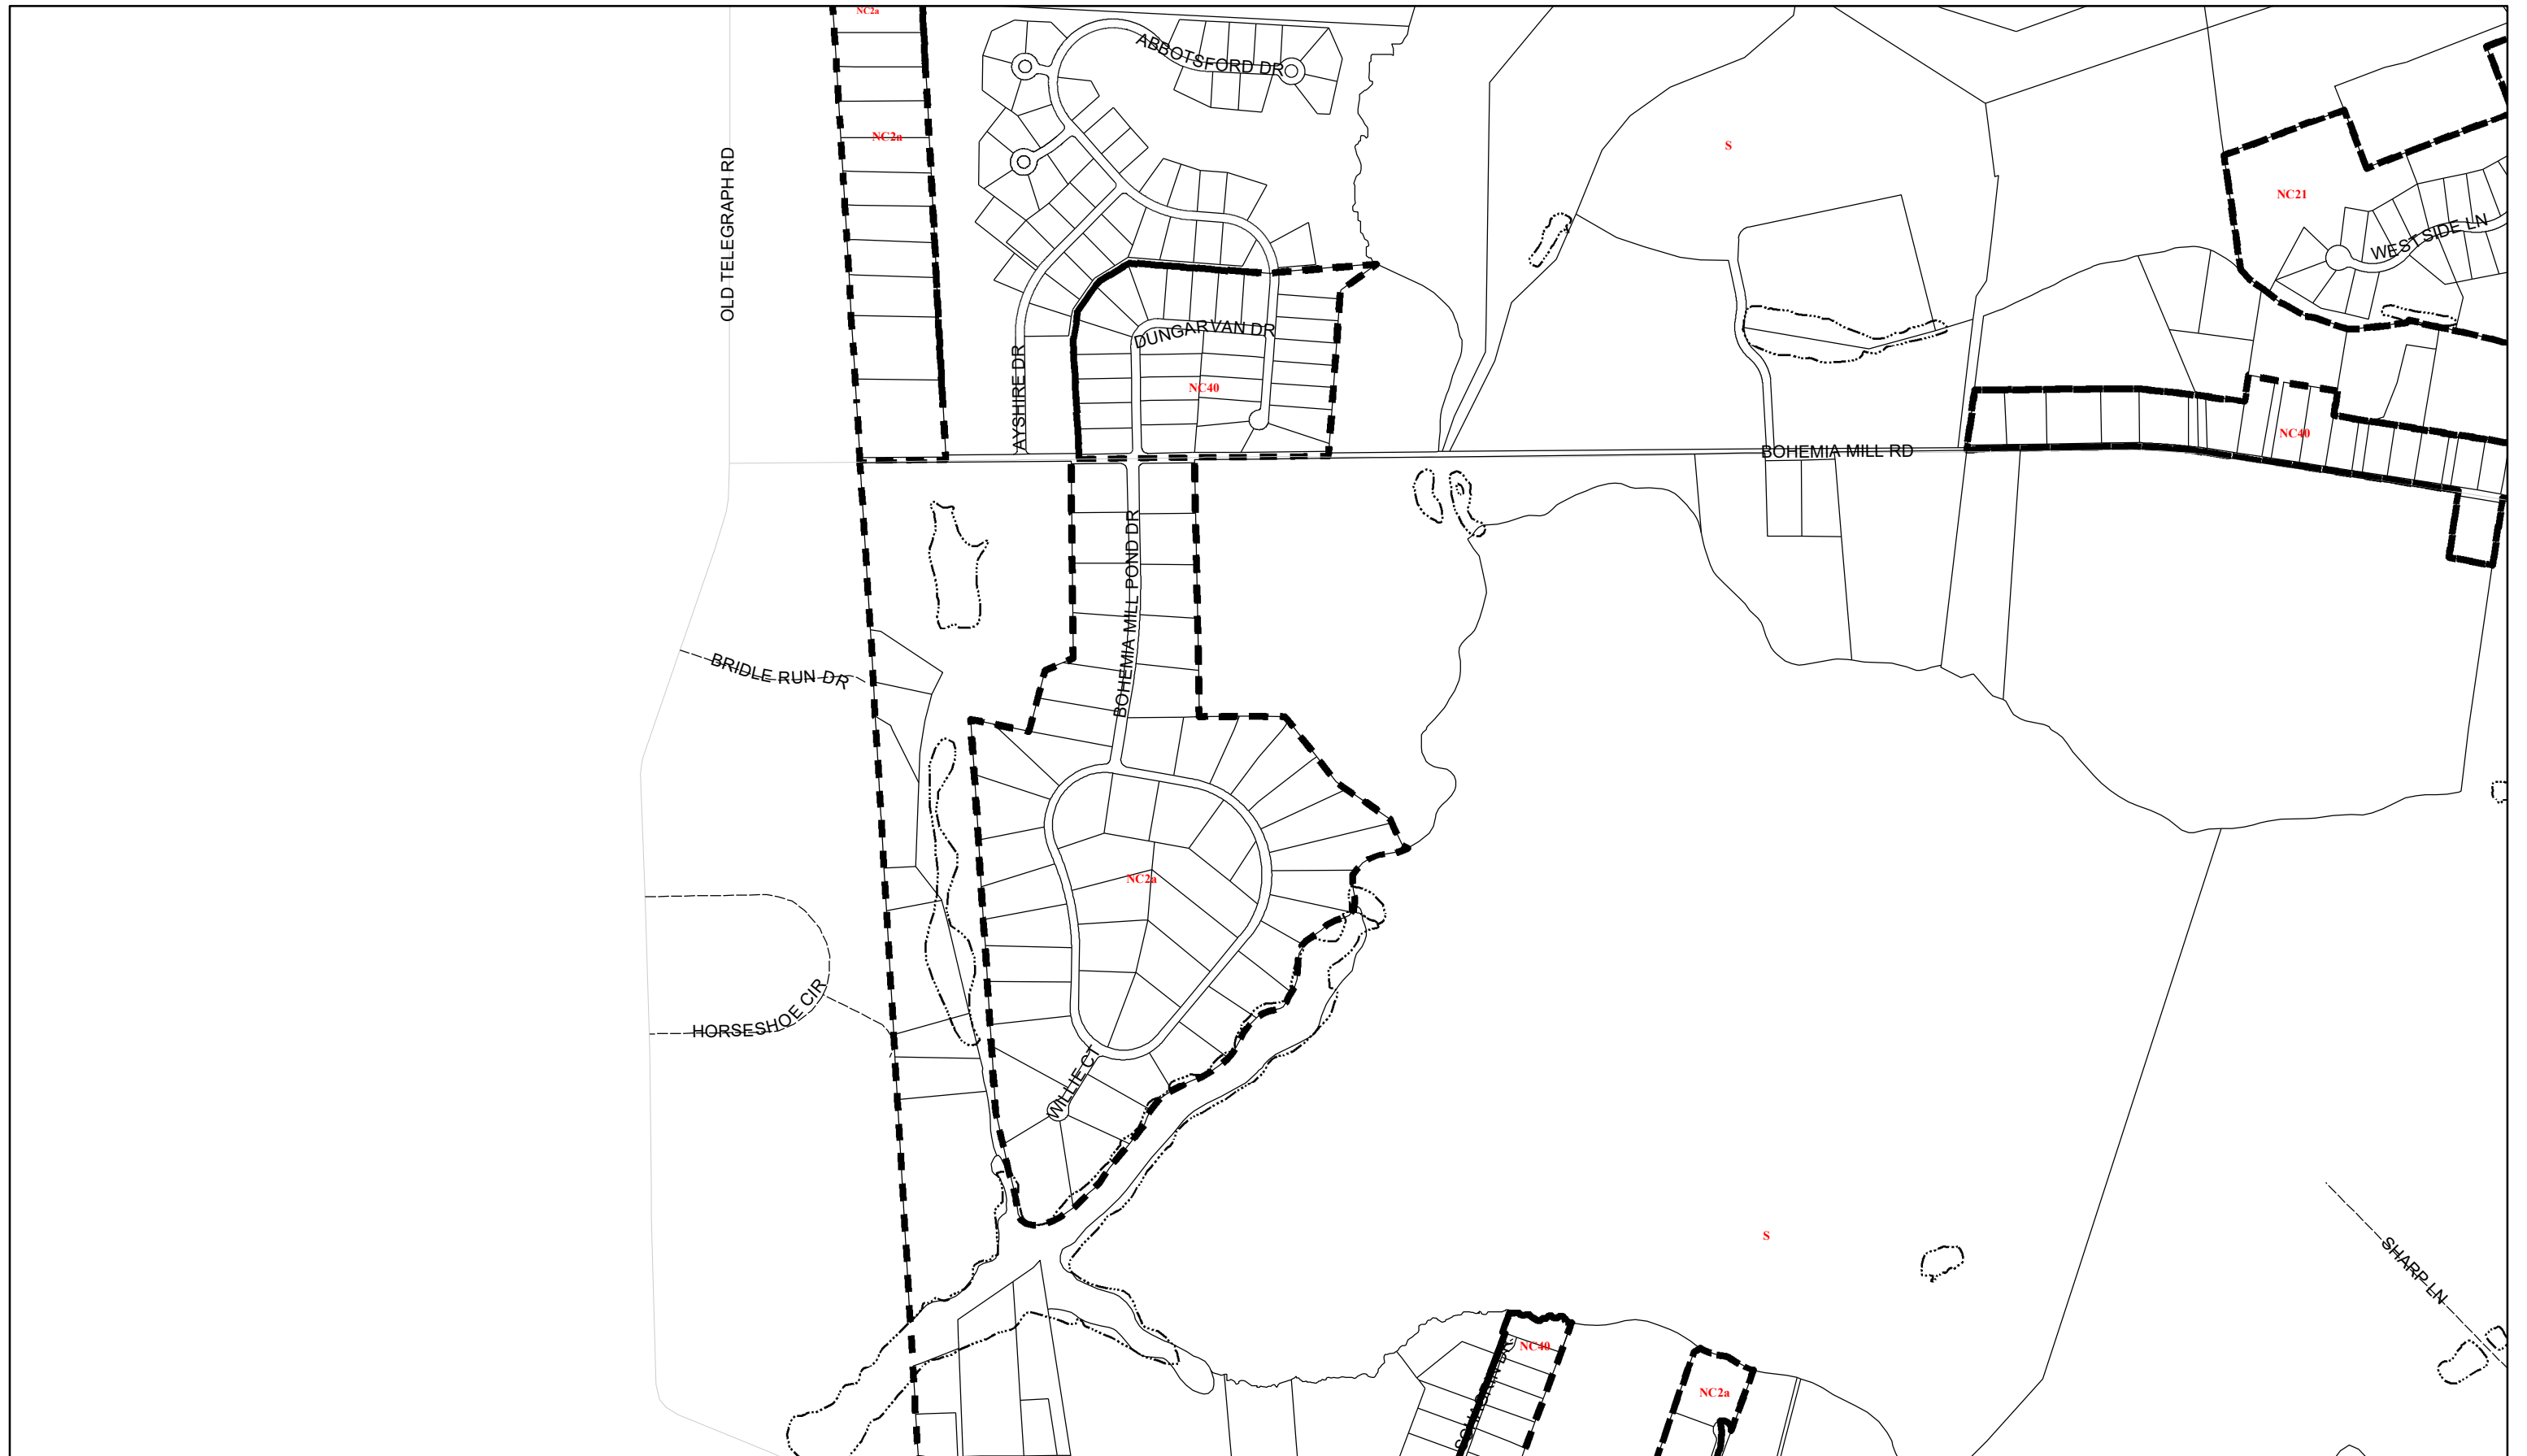 NC2a
ABBOTSFORD DR
NC2a
S
OLD TELEGRAPH RD
NC21
WEST SIDE LN
DUNGARVAN DR
AYSHIRE DR
NC40
NC40
BOHEMIA MILL RD
BOHEMIA MILL POND DR
BRIDLE RUN DR
NC2a
HORSESHOE CIR
WILLIE CT
S
SHARP LN
NC40
NC2a